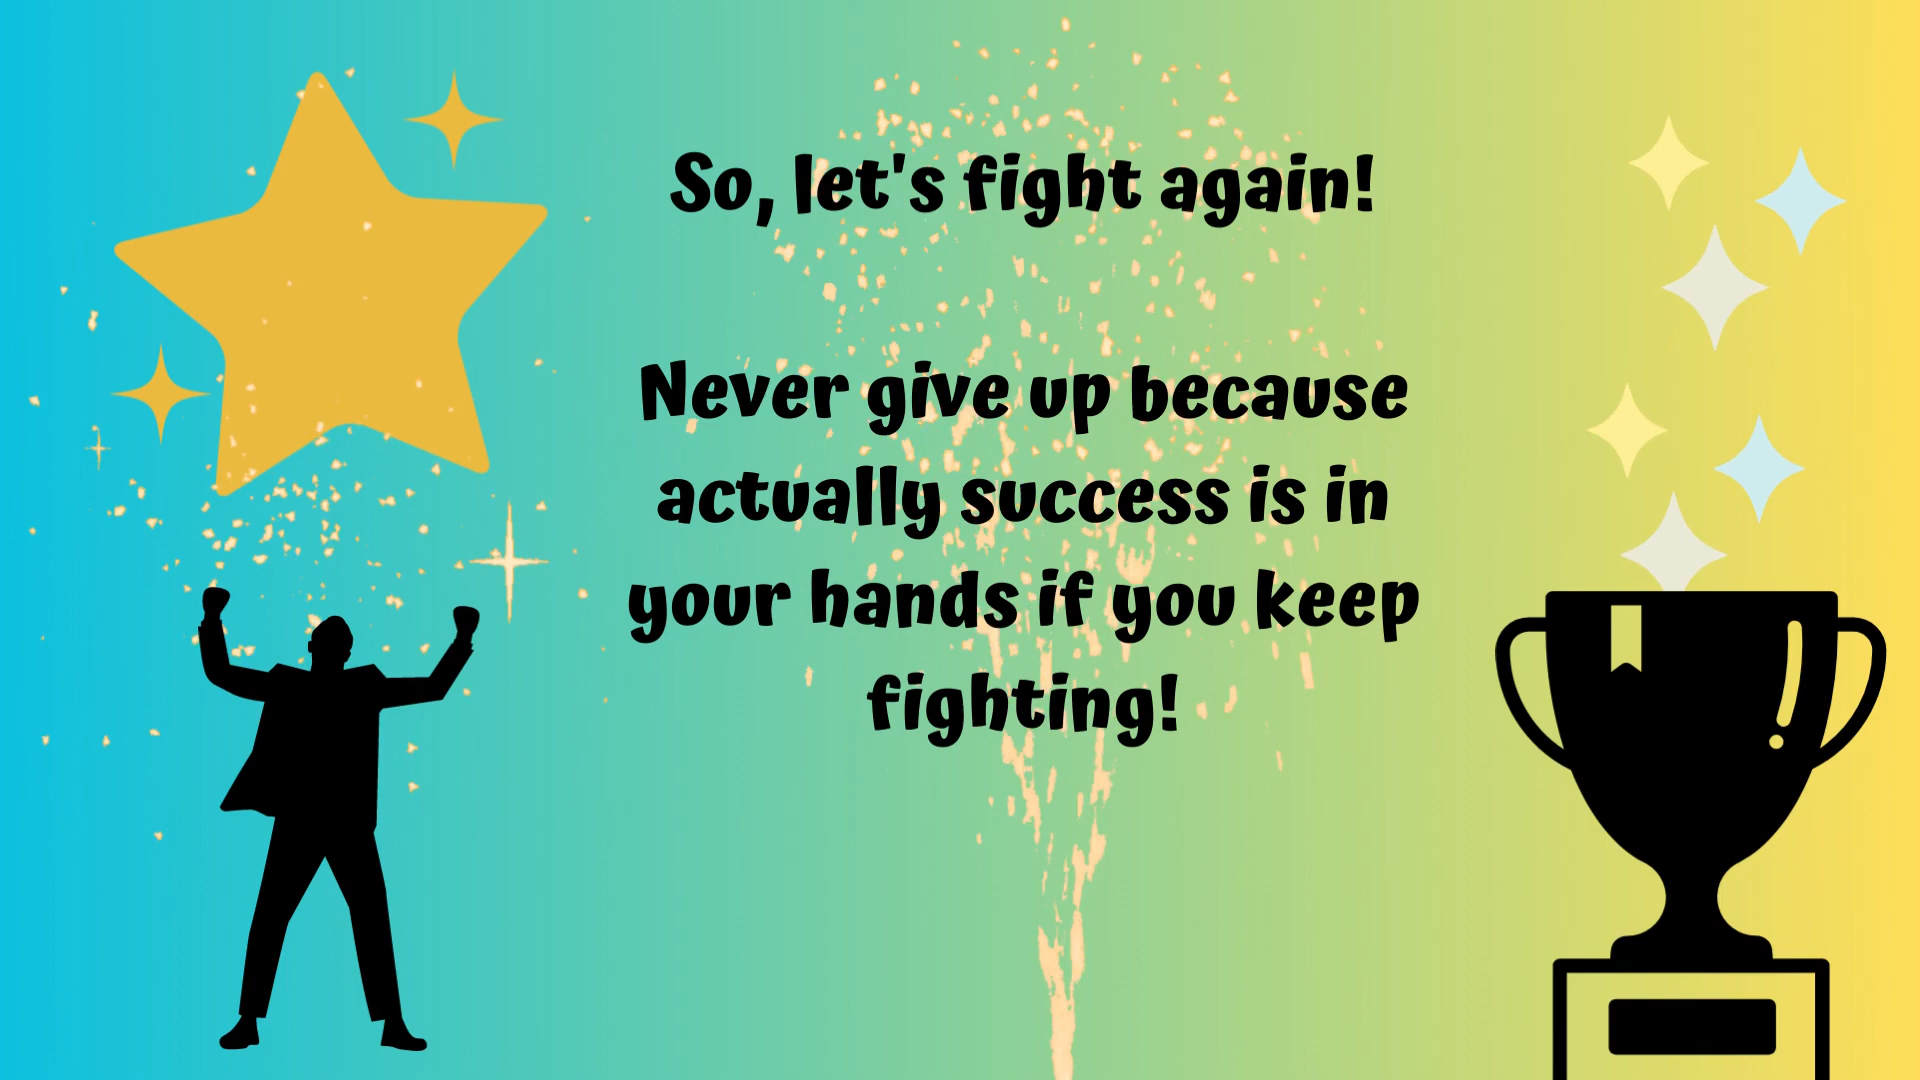 So, let's fight again!
Never give up because
actually success is in
your hands if you keep
fighting!